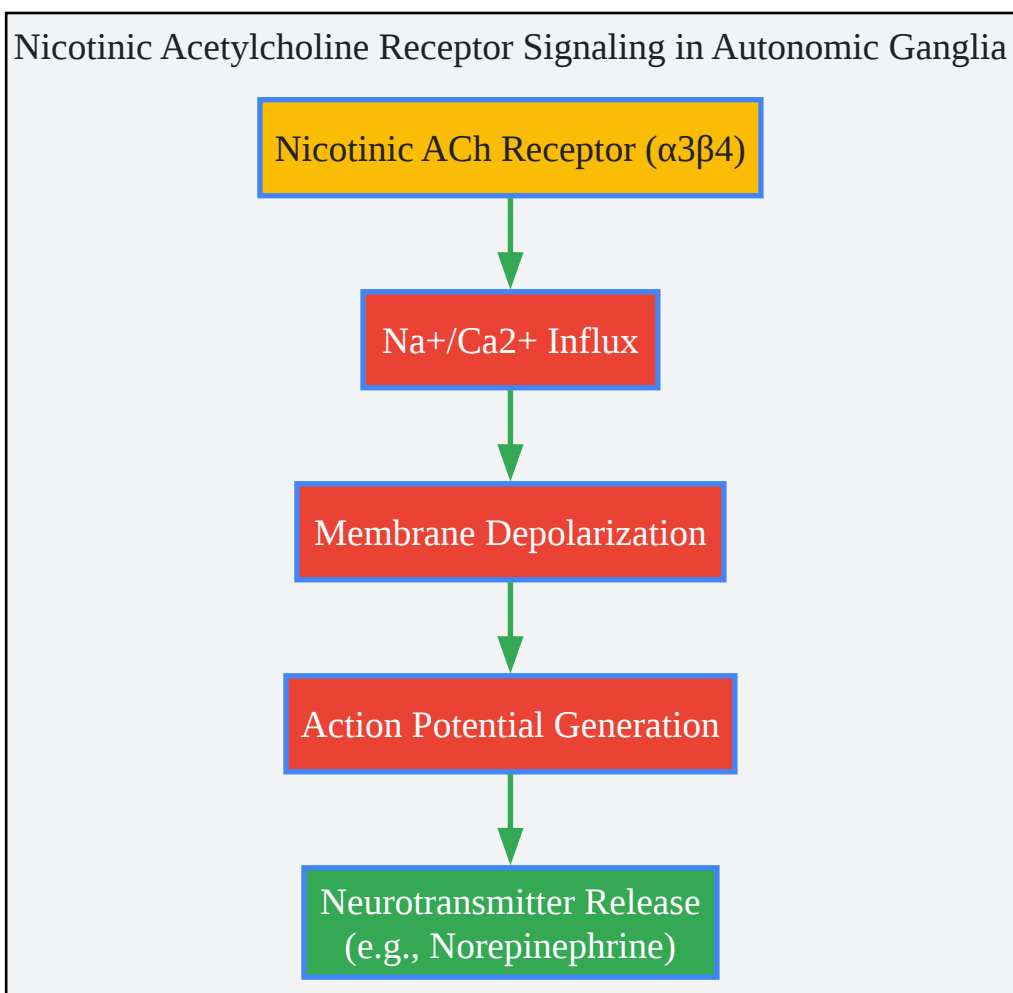 Nicotinic Acetylcholine Receptor Signaling in Autonomic Ganglia
Nicotinic ACh Receptor (α3β4)
Na+/Ca2+ Influx
Membrane Depolarization
Action Potential Generation
Neurotransmitter Release
(e.g., Norepinephrine)